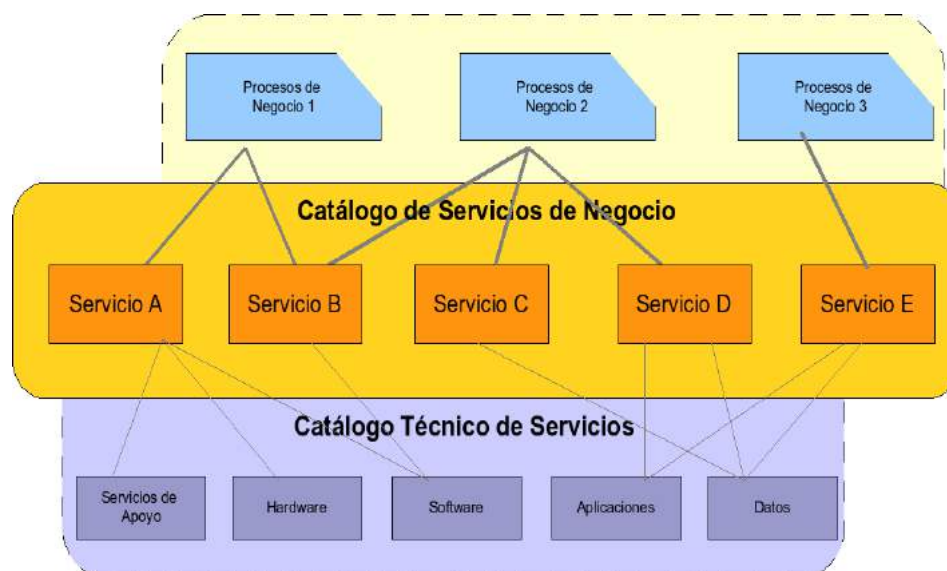 Procesos de
Negocio 1
Procesos de
Negocio 2
Procesos de
Negocio 3
Catálogo de Servicios de Negocio
Servicio A
Servicio B
Servicio C
Servicio D
Servicio E
Catálogo Técnico de Servicios
Servicios de
Apoyo
Hardware
Software
Aplicaciones
Datos